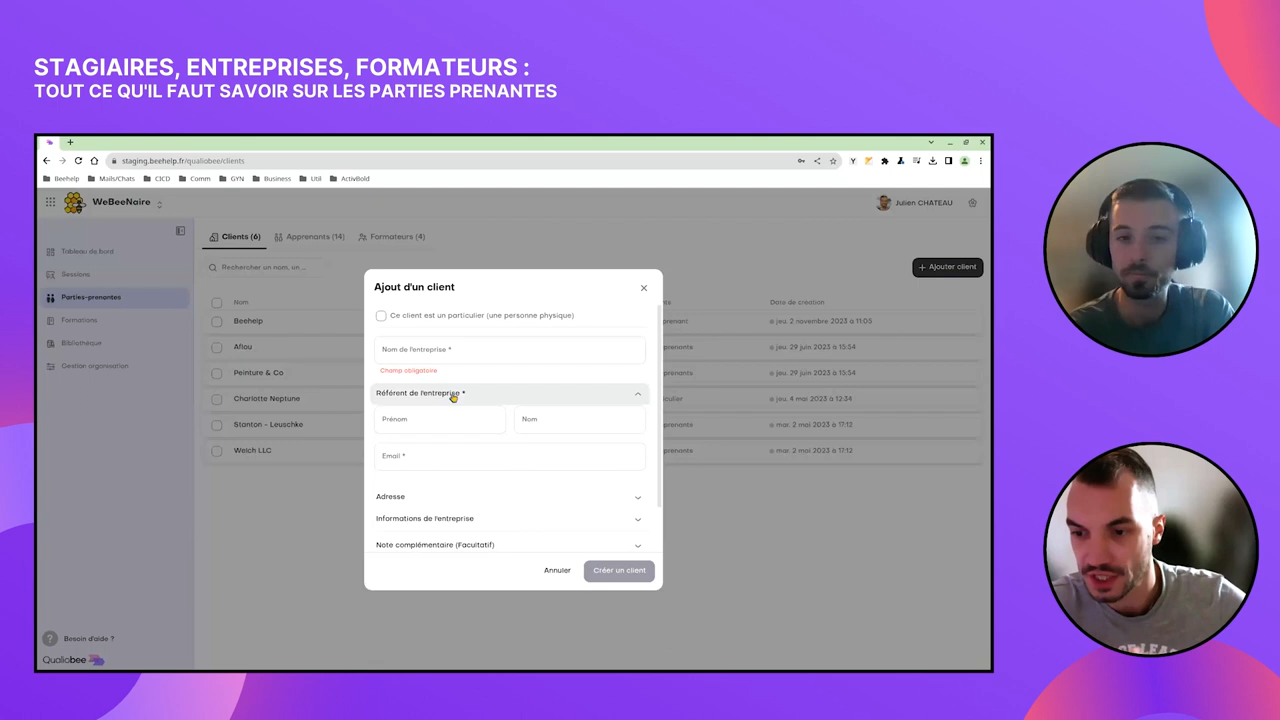 STAGIAIRES, ENTREPRISES, FORMATEURS :
TOUT CE QU'IL FAUT SAVOIR SUR LES PARTIES PRENANTES
staging.beehelp.fr/qualiobee/clients
Beehelp Mails/Chats CICD Comm GYN Business Util ActivBold
WeBeeNaire
Julien CHATEAU
Tableau de bord
Sessions
Parties-prenantes
Formations
Bibliothèque
Gestion organisation
Besoin d'aide ?
Qualiobee
Clients (6) Apprenants (14) Formateurs (4)
Rechercher un nom, un ...
+ Ajouter client
Nom Date de création
Beehelp jeu. 2 novembre 2023 à 11:05
Aflou jeu. 29 juin 2023 à 13:34
Peinture & Co jeu. 29 juin 2023 à 13:34
Charlotte Neptune jeu. 4 mai 2023 à 12:34
Stanton - Leuschke mar. 2 mai 2023 à 17:12
Welch LLC mar. 2 mai 2023 à 17:12
Ajout d'un client
Ce client est un particulier (une personne physique)
Nom de l'entreprise *
Champ obligatoire
Référent de l'entreprise *
Prénom Nom
Email *
Adresse
Informations de l'entreprise
Note complémentaire (Facultatif)
Annuler Créer un client